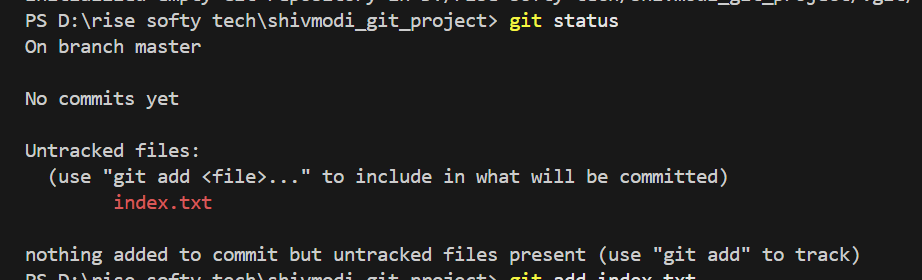 PS D:\rise softy tech\shivmodi_git_project> git status
On branch master
No commits yet
Untracked files:
(use "git add <file>..." to include in what will be committed)
index.txt
nothing added to commit but untracked files present (use "git add" to track)
PS D:\rise softy tech\shivmodi_git_project> git add index.txt